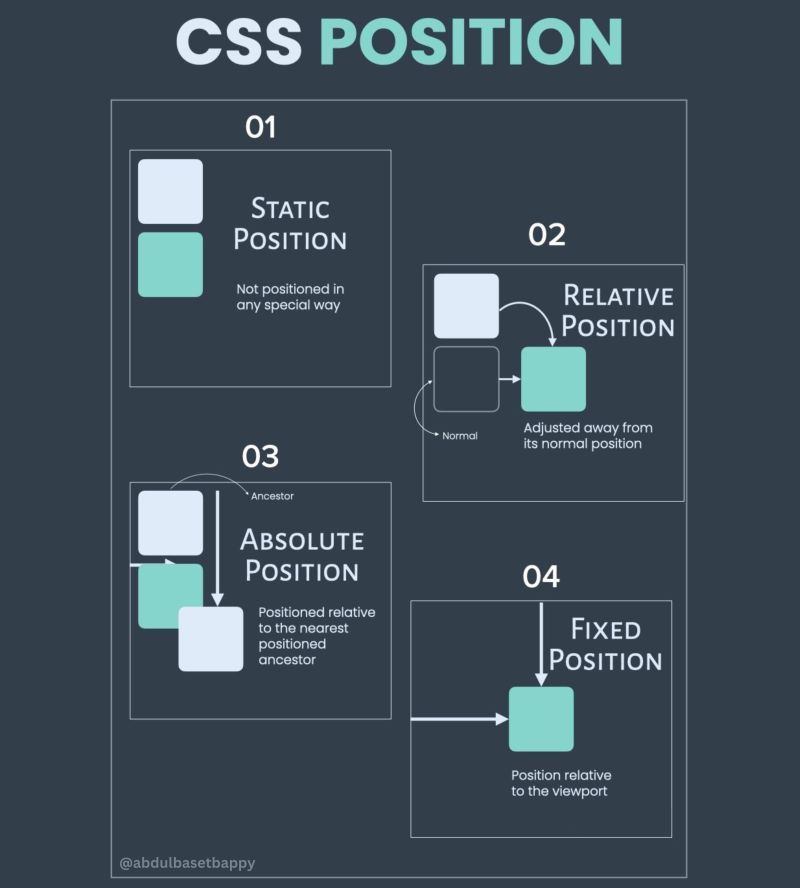 CSS POSITION
01
STATIC
POSITION
Not positioned in
any special way
02
RELATIVE
POSITION
Normal
Adjusted away from
its normal position
03
Ancestor
ABSOLUTE
POSITION
Positioned relative
to the nearest
positioned
ancestor
04
FIXED
POSITION
Position relative
to the viewport
@abdulbasetbappy